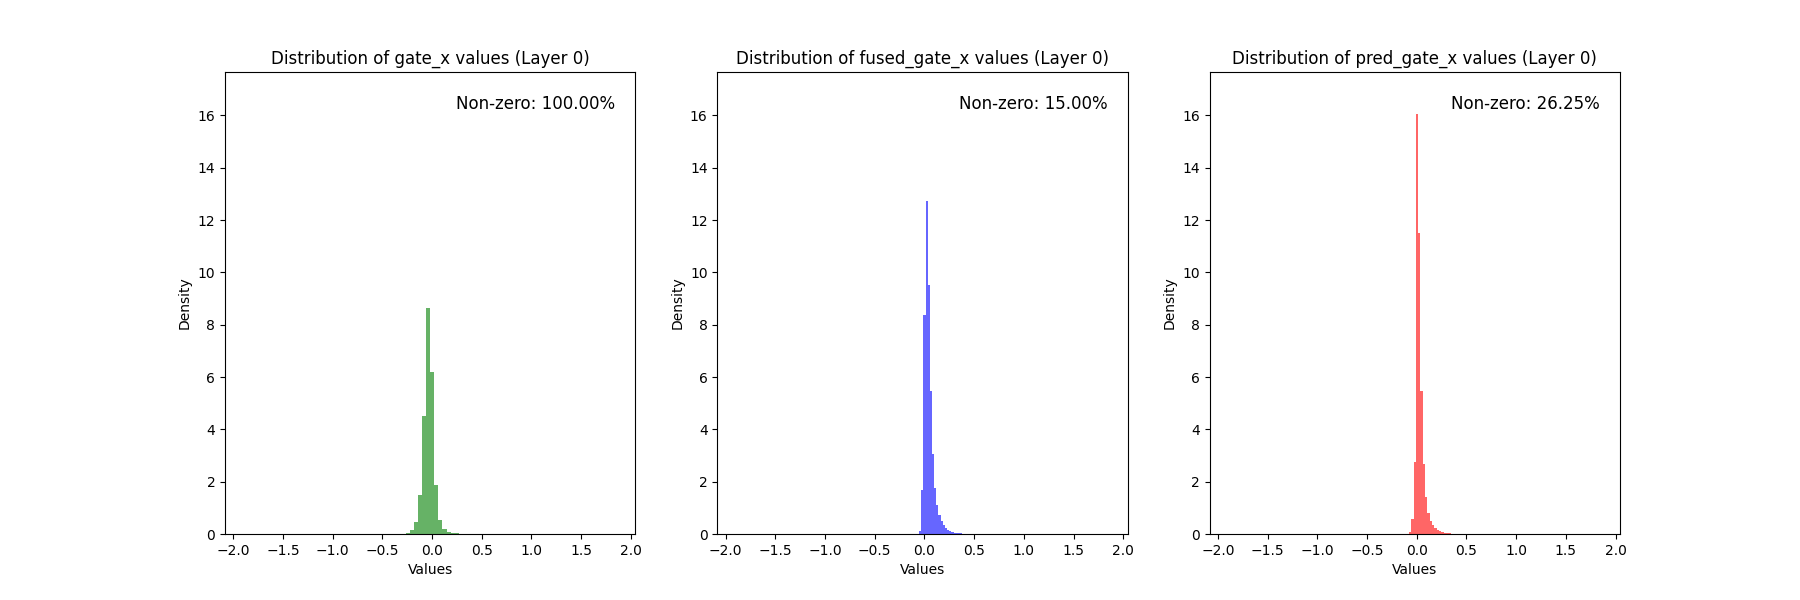 Distribution of gate_x values (Layer 0)
Non-zero: 100.00%
16
14
12
10
8
6
4
2
0
Density
−2.0 −1.5 −1.0 −0.5 0.0 0.5 1.0 1.5 2.0
Values
Distribution of fused_gate_x values (Layer 0)
Non-zero: 15.00%
16
14
12
10
8
6
4
2
0
Density
−2.0 −1.5 −1.0 −0.5 0.0 0.5 1.0 1.5 2.0
Values
Distribution of pred_gate_x values (Layer 0)
Non-zero: 26.25%
16
14
12
10
8
6
4
2
0
Density
−2.0 −1.5 −1.0 −0.5 0.0 0.5 1.0 1.5 2.0
Values